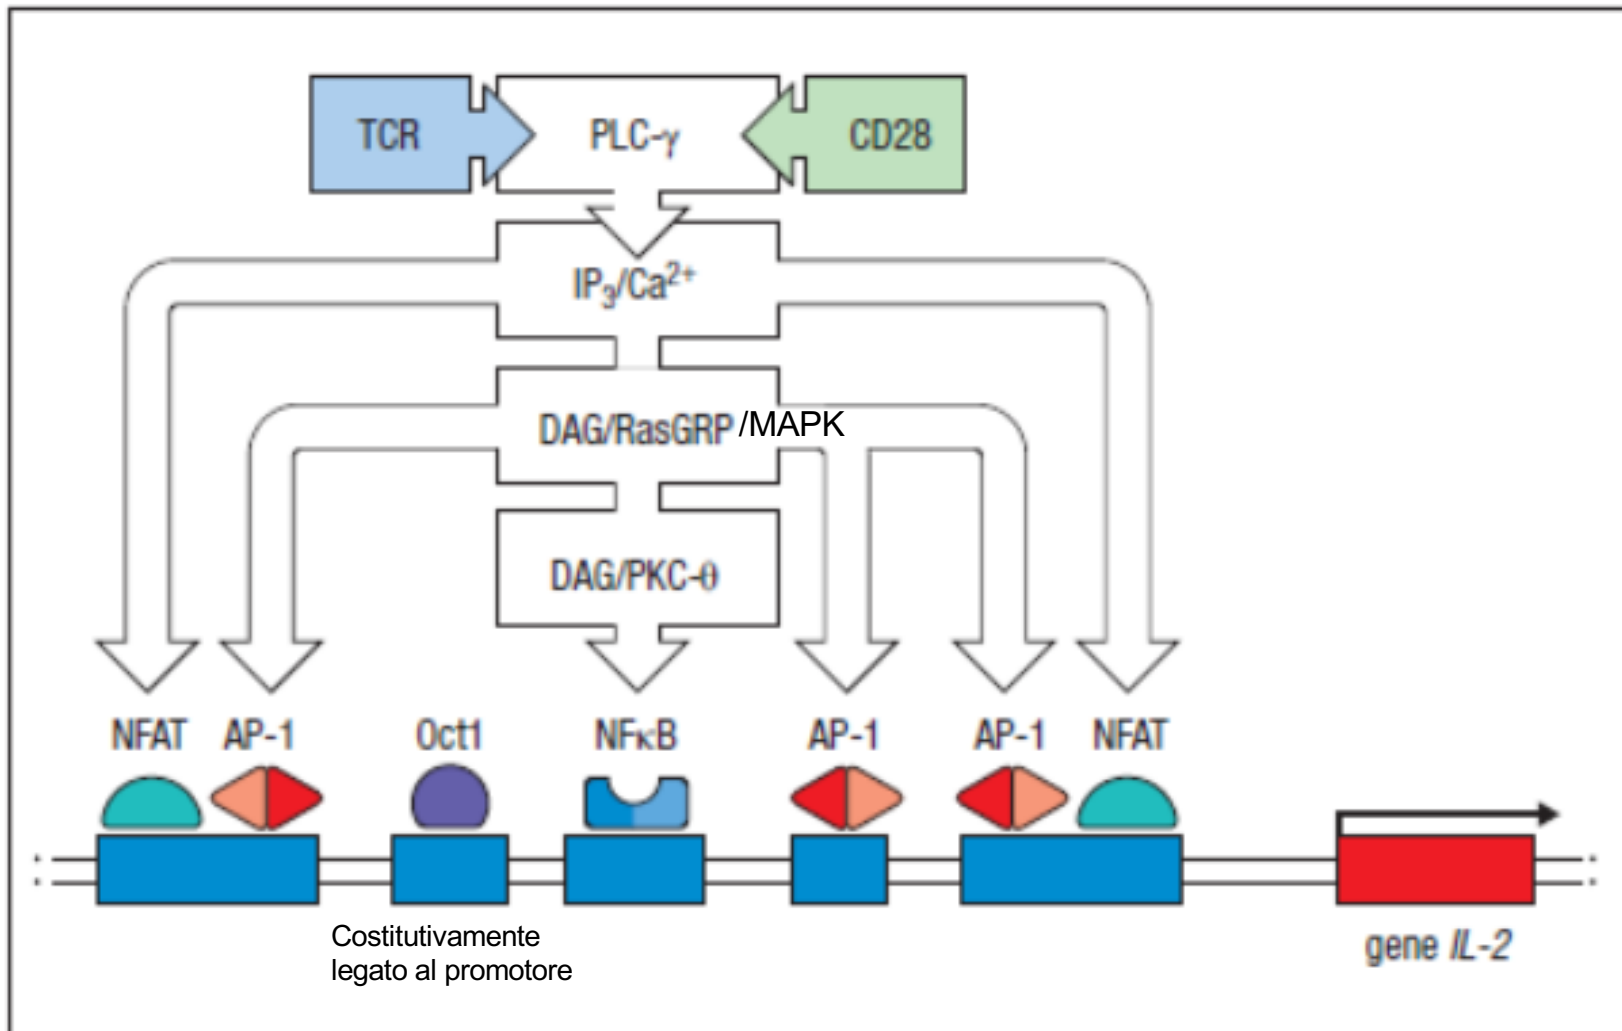 TCR
PLC-γ
CD28
IP₃/Ca²⁺
DAG/RasGRP/MAPK
DAG/PKC-θ
NFAT
AP-1
Oct1
NFκB
AP-1
AP-1
NFAT
Costitutivamente
legato al promotore
gene IL-2